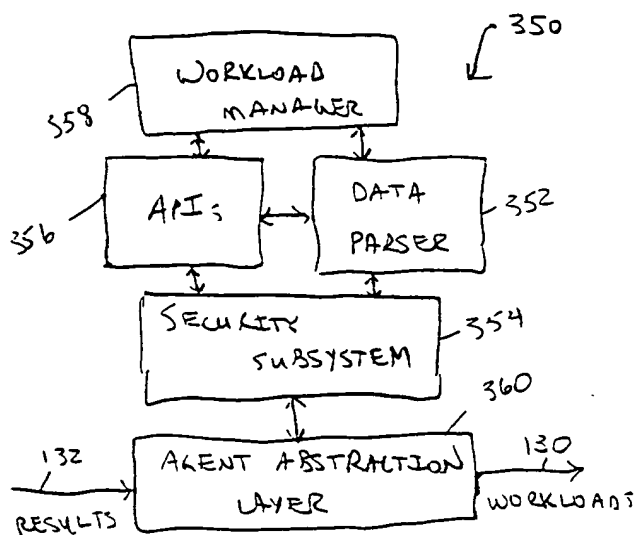 350
WORKLOAD
MANAGER
358
APIs
DATA
PARSER
352
356
SECURITY
SUBSYSTEM
354
360
132
AGENT ABSTRACTION
LAYER
130
RESULTS
WORKLOADS